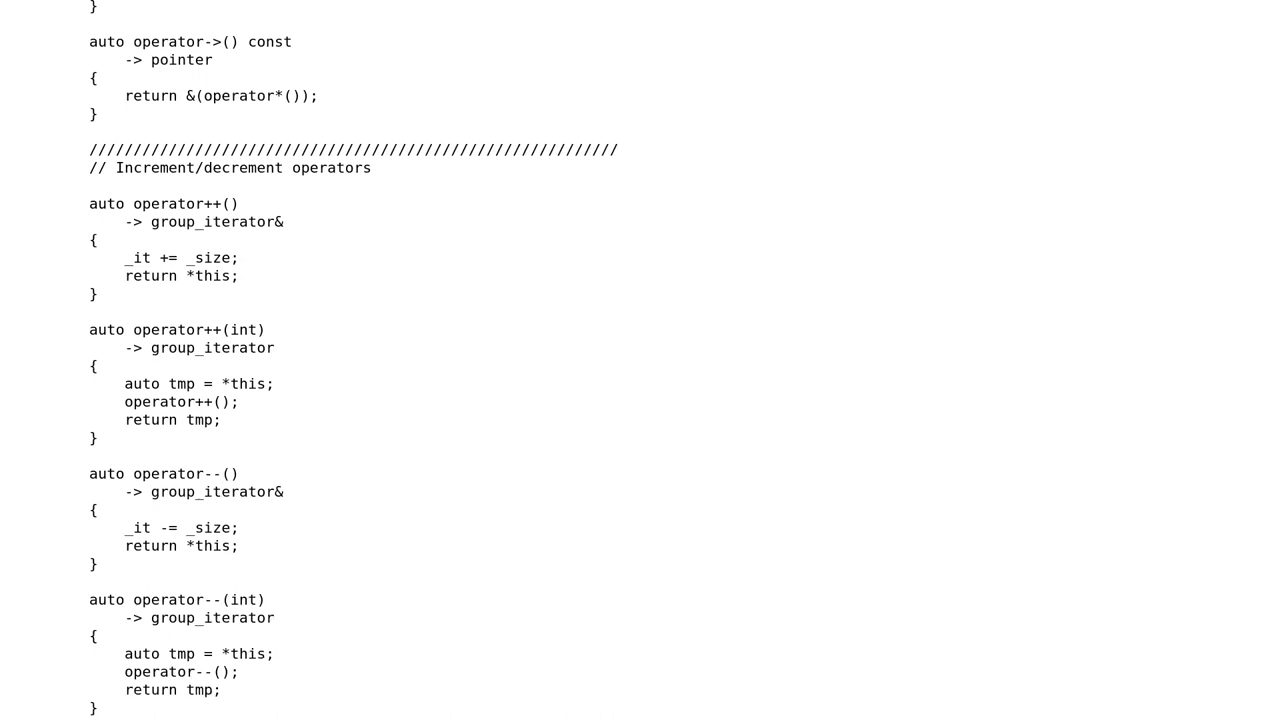 }
auto operator->() const
-> pointer
{
return &(operator*());
}
////////////////////////////////////////////////////////////
// Increment/decrement operators
auto operator++()
-> group_iterator&
{
_it += _size;
return *this;
}
auto operator++(int)
-> group_iterator
{
auto tmp = *this;
operator++();
return tmp;
}
auto operator--()
-> group_iterator&
{
_it -= _size;
return *this;
}
auto operator--(int)
-> group_iterator
{
auto tmp = *this;
operator--();
return tmp;
}